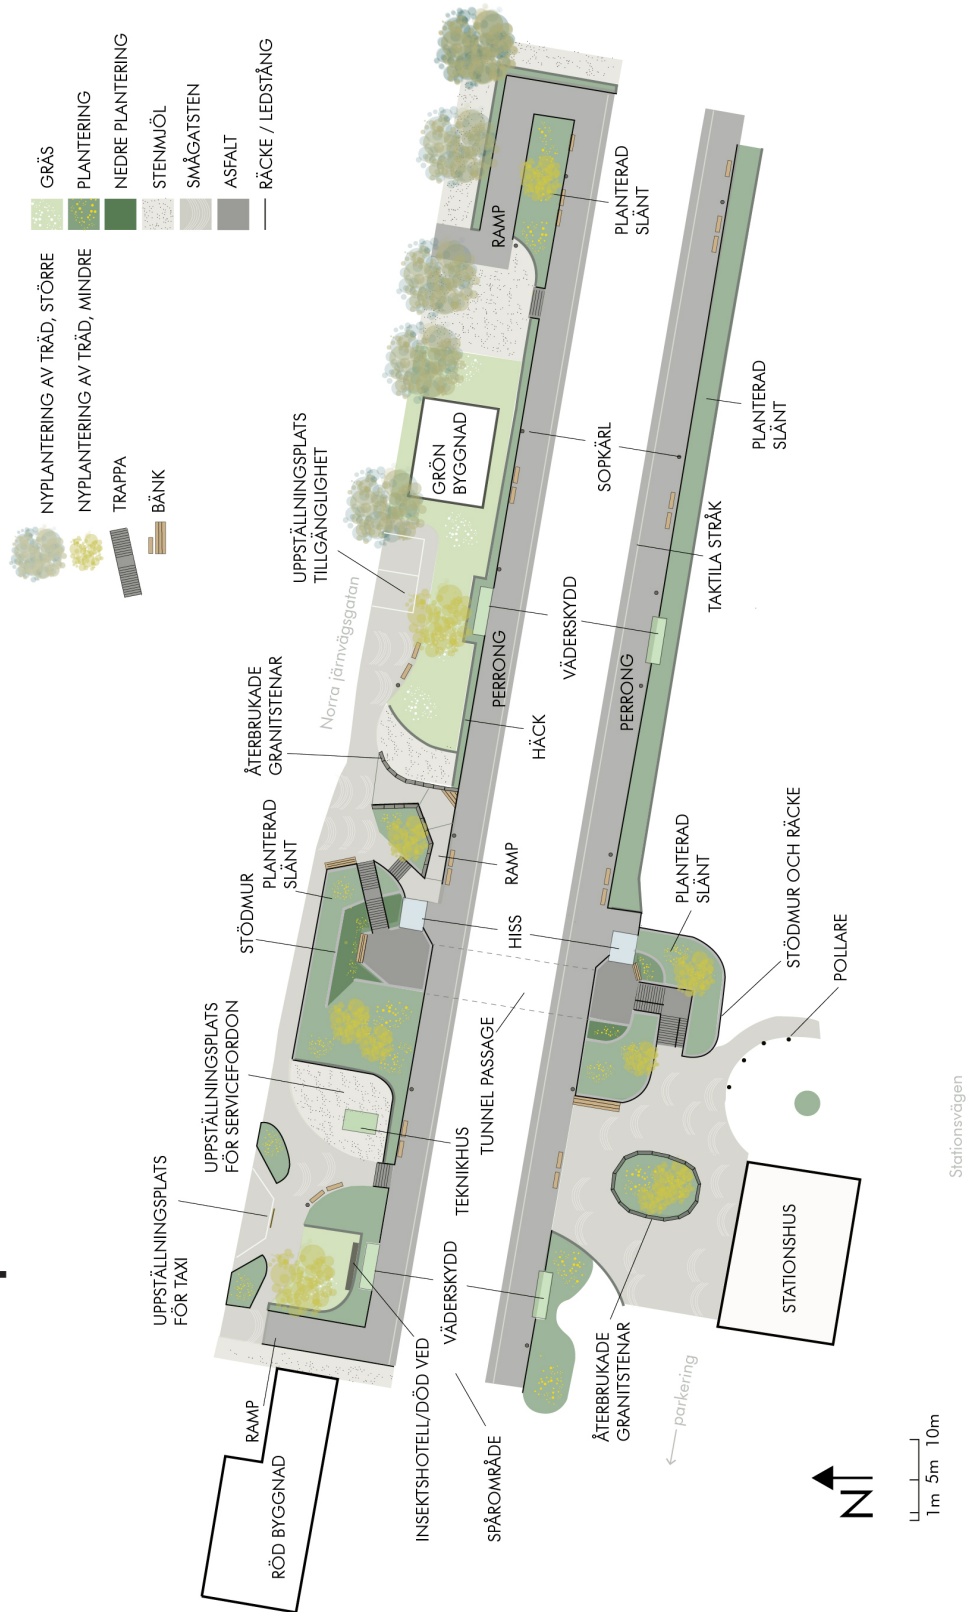 NYPLANTERING AV TRÄD, STÖRRE
NYPLANTERING AV TRÄD, MINDRE
TRAPPA
BÄNK
GRÄS
PLANTERING
NEDRE PLANTERING
STENMJÖL
SMÅGATSTEN
ASFALT
RÄCKE / LEDSTÅNG
UPPSTÄLLNINGSPLATS
FÖR TAXI
UPPSTÄLLNINGSPLATS
FÖR SERVICEFORDON
STÖDMUR
PLANTERAD
SLÄNT
ÅTERBRUKADE
GRANITSTENAR
Norra järnvägsgatan
UPPSTÄLLNINGSPLATS
TILLGÄNGLIGHET
GRÖN
BYGGNAD
RAMP
PLANTERAD
SLÄNT
RÖD BYGGNAD
RAMP
INSEKTSHOTELL/DÖD VED
VÄDERSKYDD
SPÅROMRÅDE
TEKNIKHUS
TUNNEL PASSAGE
HISS
RAMP
HÄCK
PERRONG
VÄDERSKYDD
SOPKÄRL
PERRONG
TAKTILA STRÅK
PLANTERAD
SLÄNT
PLANTERAD
SLÄNT
STÖDMUR OCH RÄCKE
POLLARE
ÅTERBRUKADE
GRANITSTENAR
parkering
STATIONSHUS
Stationsvägen
N
1m 5m 10m